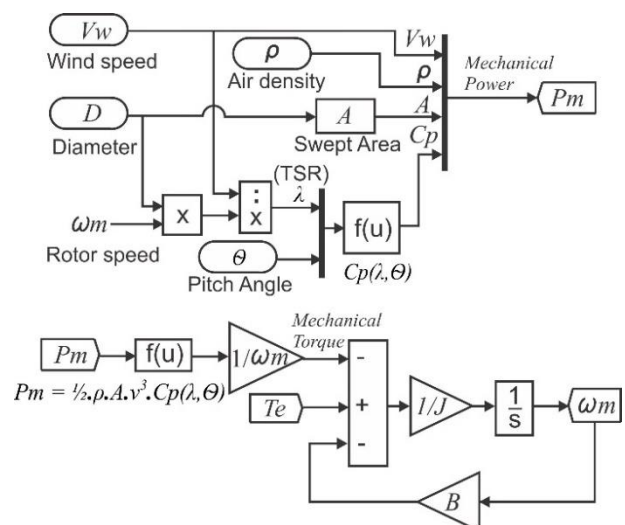 Vw
Wind speed
ρ
Air density
Vw
ρ
A
Cp
Mechanical
Power
Pm
D
Diameter
A
Swept Area
ωm
Rotor speed
x
:
x
(TSR)
λ
θ
Pitch Angle
f(u)
Cp(λ,θ)
Pm
f(u)
1/ωm
Mechanical
Torque
Pm = ½.ρ.A.v³.Cp(λ,θ)
Te
-
+
-
1/J
1
s
ωm
B